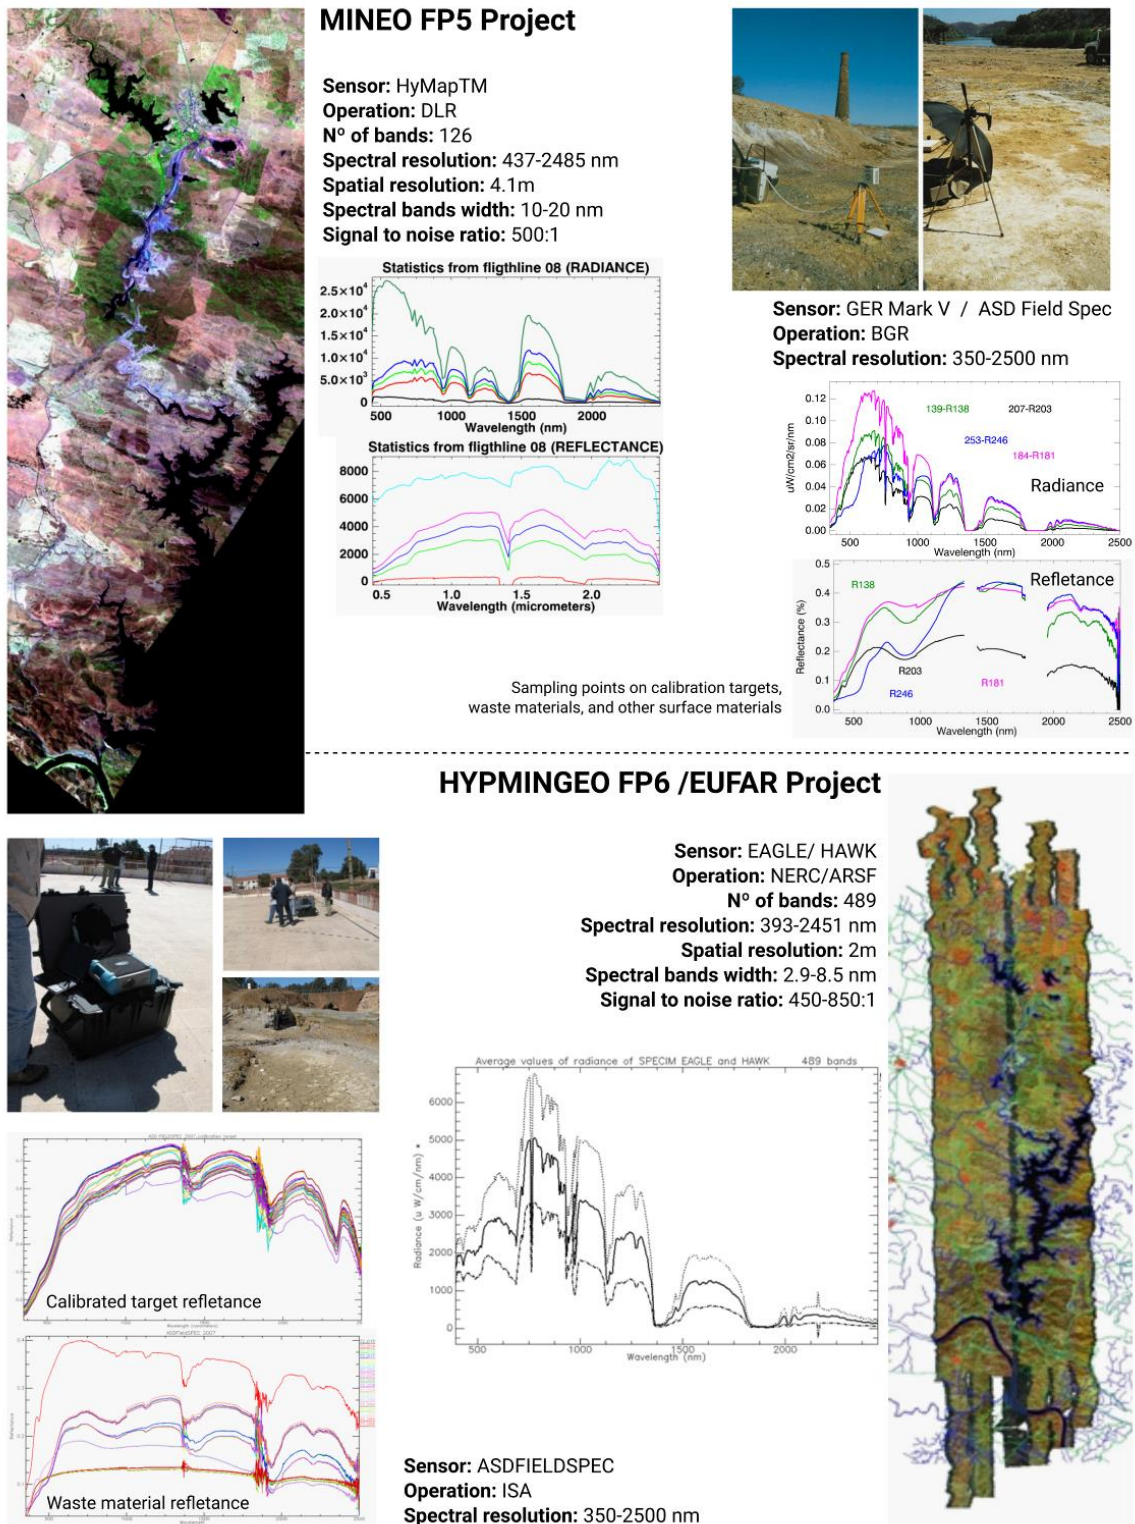 MINEO FP5 Project
Sensor: HyMapTM
Operation: DLR
Nº of bands: 126
Spectral resolution: 437-2485 nm
Spatial resolution: 4.1m
Spectral bands width: 10-20 nm
Signal to noise ratio: 500:1
Statistics from fligthline 08 (RADIANCE)
2.5×10⁴
2.0×10⁴
1.5×10⁴
1.0×10⁴
5.0×10³
0
500 1000 1500 2000
Wavelength (nm)
Statistics from fligthline 08 (REFLECTANCE)
8000
6000
4000
2000
0
0.5 1.0 1.5 2.0
Wavelength (micrometers)
Sensor: GER Mark V / ASD Field Spec
Operation: BGR
Spectral resolution: 350-2500 nm
uW/cm2/sr/nm
0.12
0.10
0.08
0.06
0.04
0.02
0.00
139-R138 207-R203
253-R246
184-R181
Radiance
500 1000 1500 2000 2500
Wavelength (nm)
Reflectance (%)
0.5
0.4
0.3
0.2
0.1
0.0
R138
Refletance
R203
R246
R181
500 1000 1500 2000 2500
Wavelength (nm)
Sampling points on calibration targets,
waste materials, and other surface materials
HYPMINGEO FP6 /EUFAR Project
Sensor: EAGLE/ HAWK
Operation: NERC/ARSF
Nº of bands: 489
Spectral resolution: 393-2451 nm
Spatial resolution: 2m
Spectral bands width: 2.9-8.5 nm
Signal to noise ratio: 450-850:1
Average values of radiance of SPECIM EAGLE and HAWK 489 bands
Radiance (u W/cm/nm) *
6000
5000
4000
3000
2000
1000
0
500 1000 1500 2000
Wavelength (nm)
Calibrated target refletance
ASDFieldSPEC 2007
Waste material refletance
Sensor: ASDFIELDSPEC
Operation: ISA
Spectral resolution: 350-2500 nm